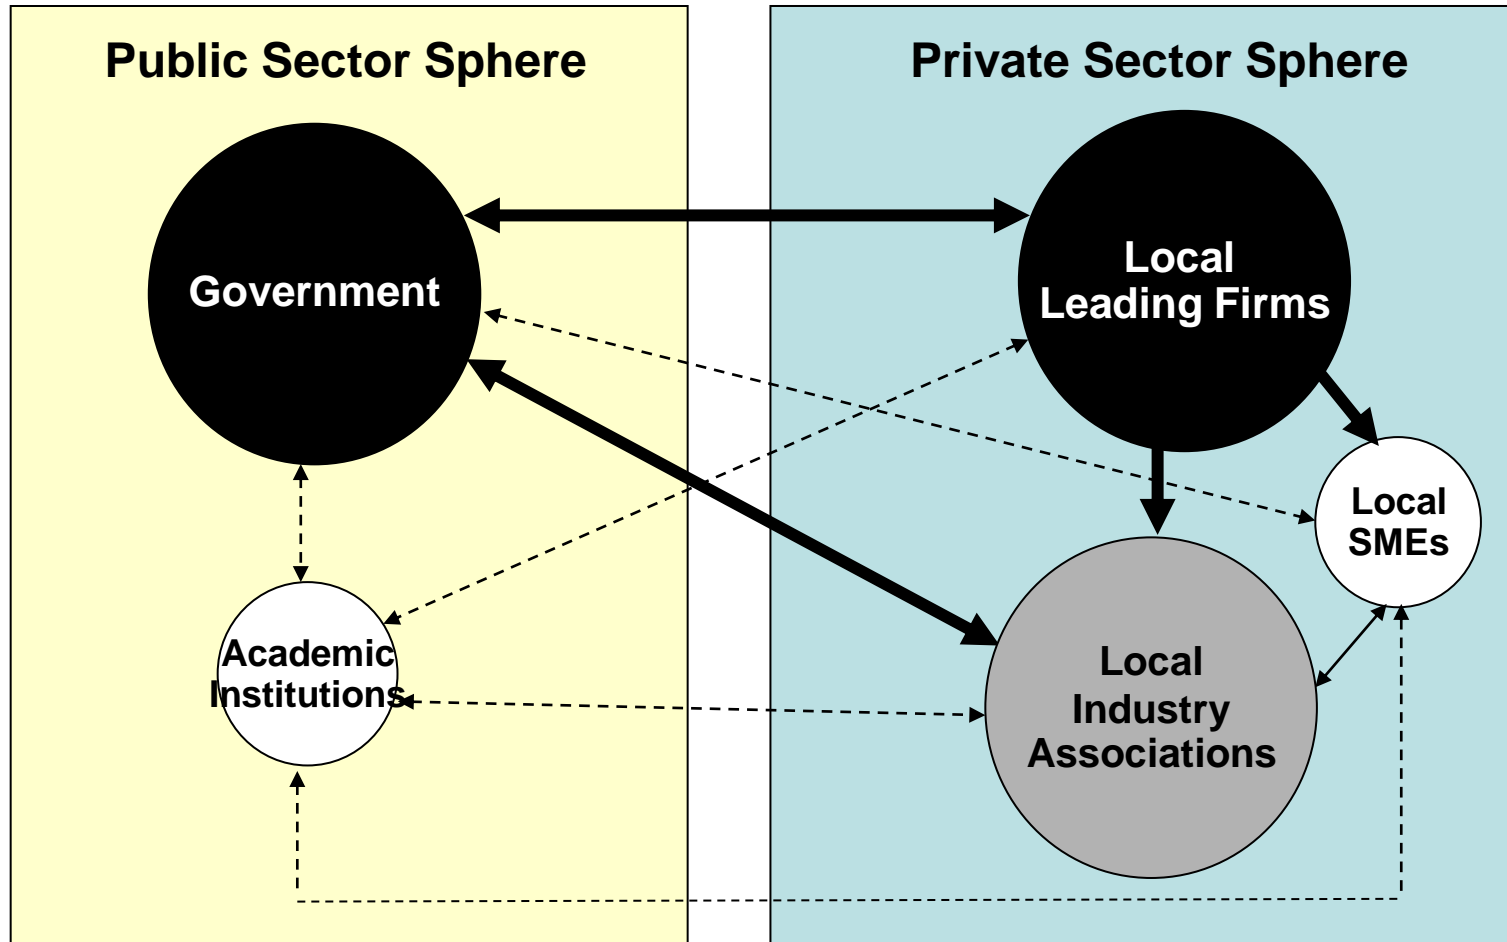 Public Sector Sphere
Private Sector Sphere
Government
Local
Leading Firms
Local
SMEs
Academic
Institutions
Local
Industry
Associations